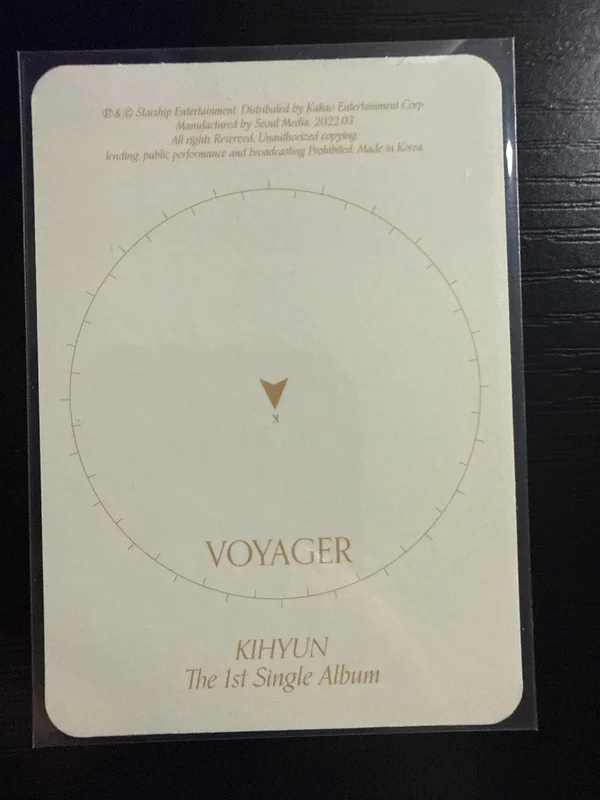 ℗ & © Starship Entertainment. Distributed by Kakao Entertainment Corp
Manufactured by Seoul Media. 2022.03
All rights Reserved. Unauthorized copying,
lending, public performance and broadcasting Prohibited. Made in Korea.
K
VOYAGER
KIHYUN
The 1st Single Album